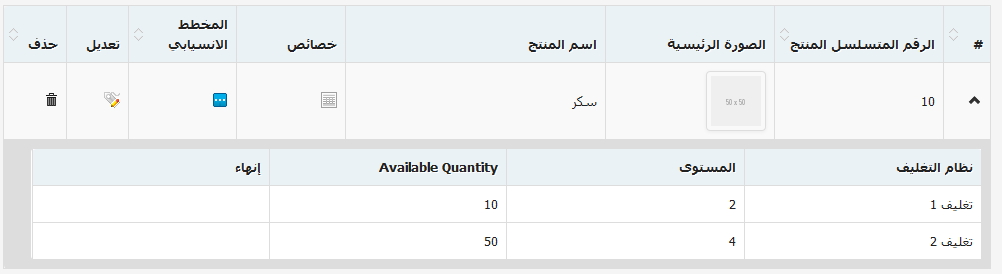 # الرقم المتسلسل المنتج الصورة الرئيسية اسم المنتج خصائص المخطط الانسيابي تعديل حذف
10 50 x 50 سكر
نظام التغليف المستوى Available Quantity إنهاء
تغليف 1 2 10
تغليف 2 4 50